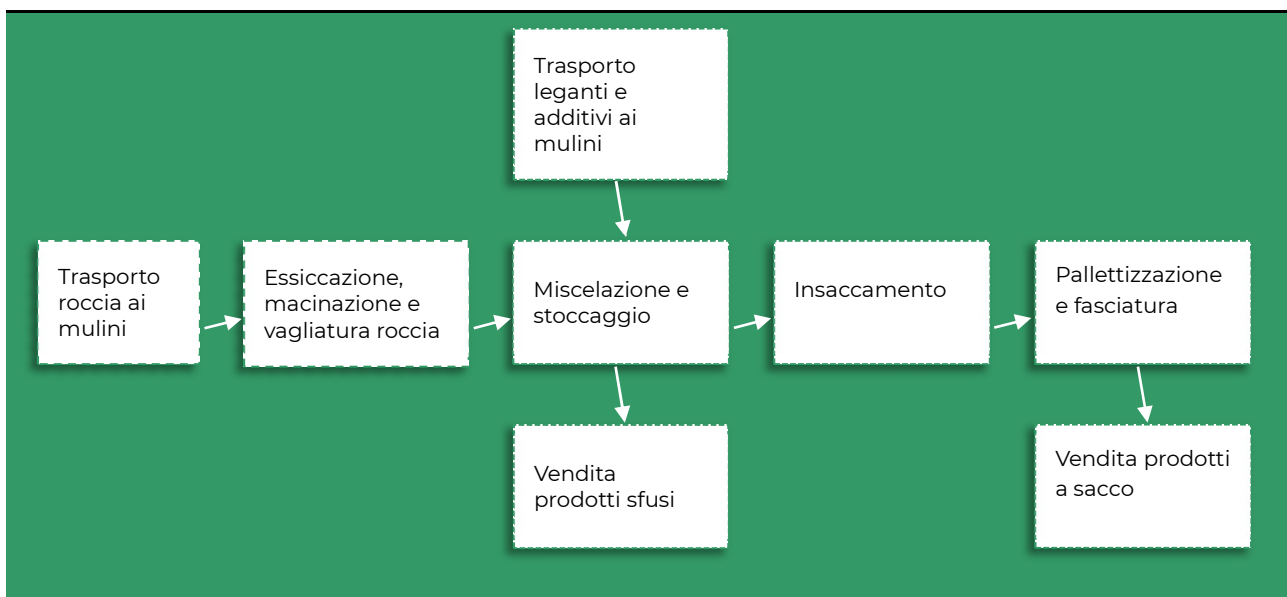 Trasporto
leganti e
additivi ai
mulini
Trasporto
roccia ai
mulini
Essiccazione,
macinazione e
vagliatura roccia
Miscelazione e
stoccaggio
Insaccamento
Pallettizzazione
e fasciatura
Vendita
prodotti sfusi
Vendita prodotti
a sacco